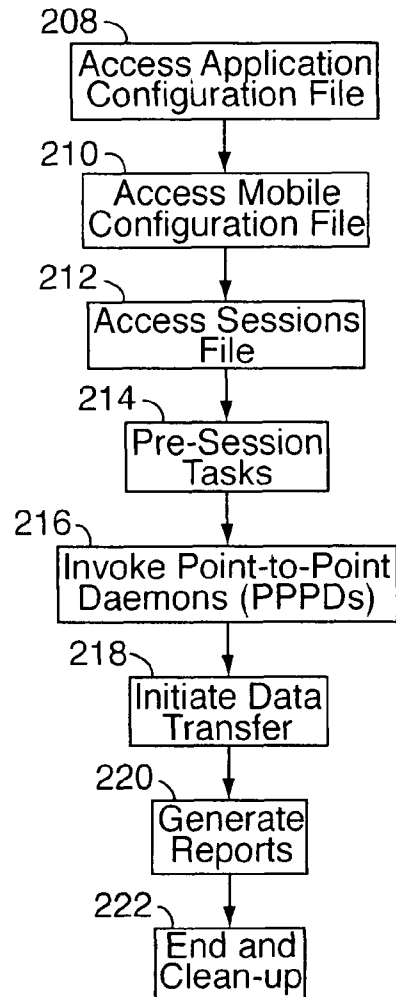 208
Access Application
Configuration File
210
Access Mobile
Configuration File
212
Access Sessions
File
214
Pre-Session
Tasks
216
Invoke Point-to-Point
Daemons (PPPDs)
218
Initiate Data
Transfer
220
Generate
Reports
222
End and
Clean-up